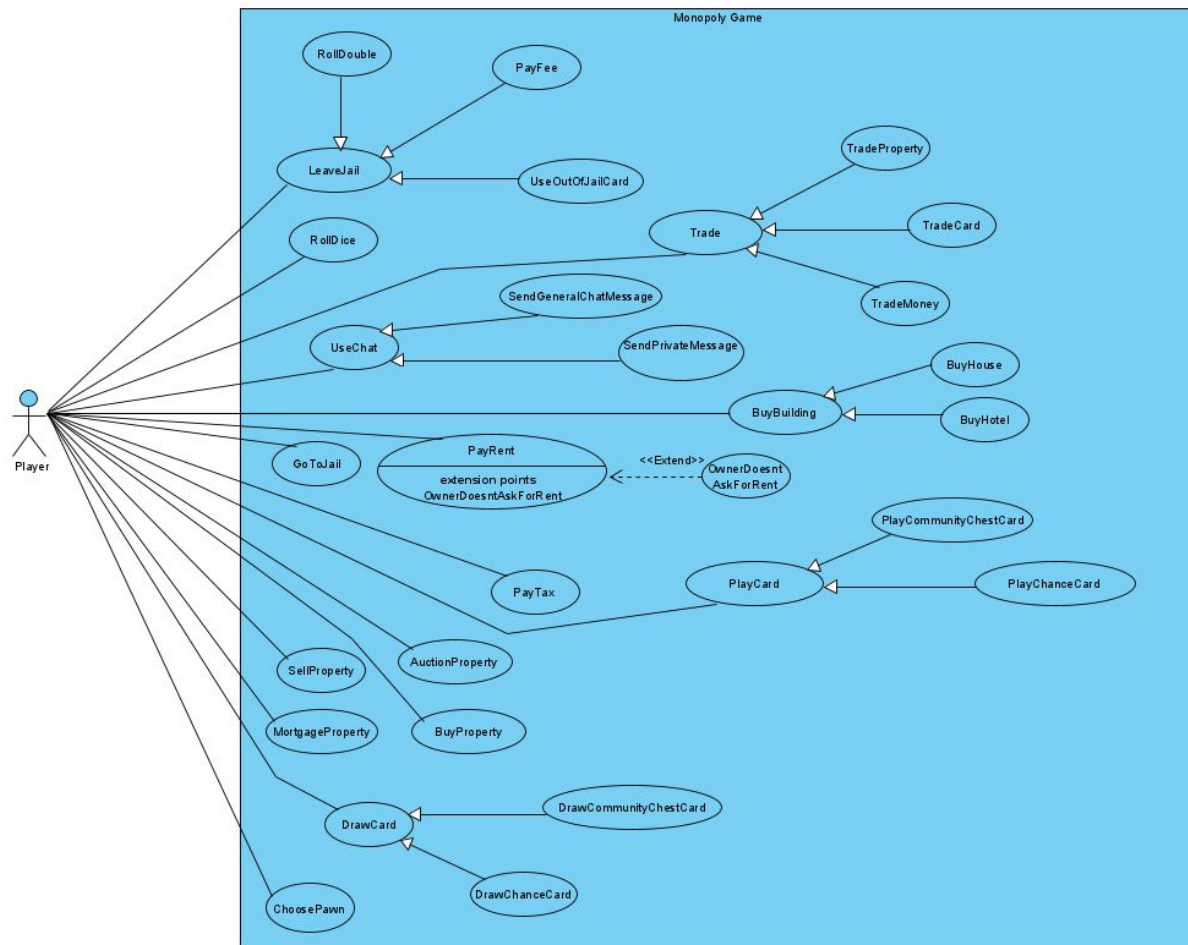 Monopoly Game
RollDouble
PayFee
LeaveJail
UseOutOfJailCard
TradeProperty
TradeCard
Trade
TradeMoney
RollDice
SendGeneralChatMessage
UseChat
SendPrivateMessage
BuyHouse
BuyBuilding
BuyHotel
Player
GoToJail
PayRent
extension points
OwnerDoesntAskForRent
<<Extend>>
OwnerDoesnt
AskForRent
PlayCommunityChestCard
PlayCard
PlayChanceCard
PayTax
SellProperty
AuctionProperty
MortgageProperty
BuyProperty
DrawCommunityChestCard
DrawCard
DrawChanceCard
ChoosePawn